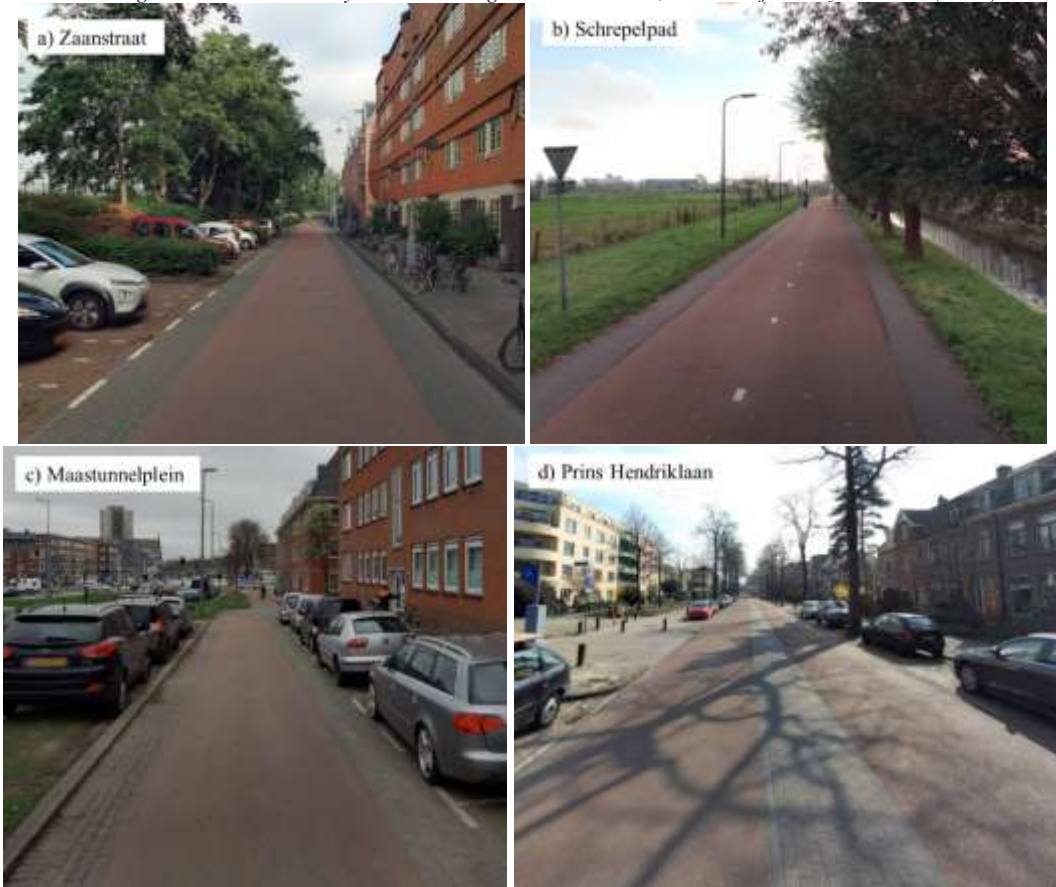 a) Zaanstraat
b) Schrepelpad
c) Maastunnelplein
d) Prins Hendriklaan